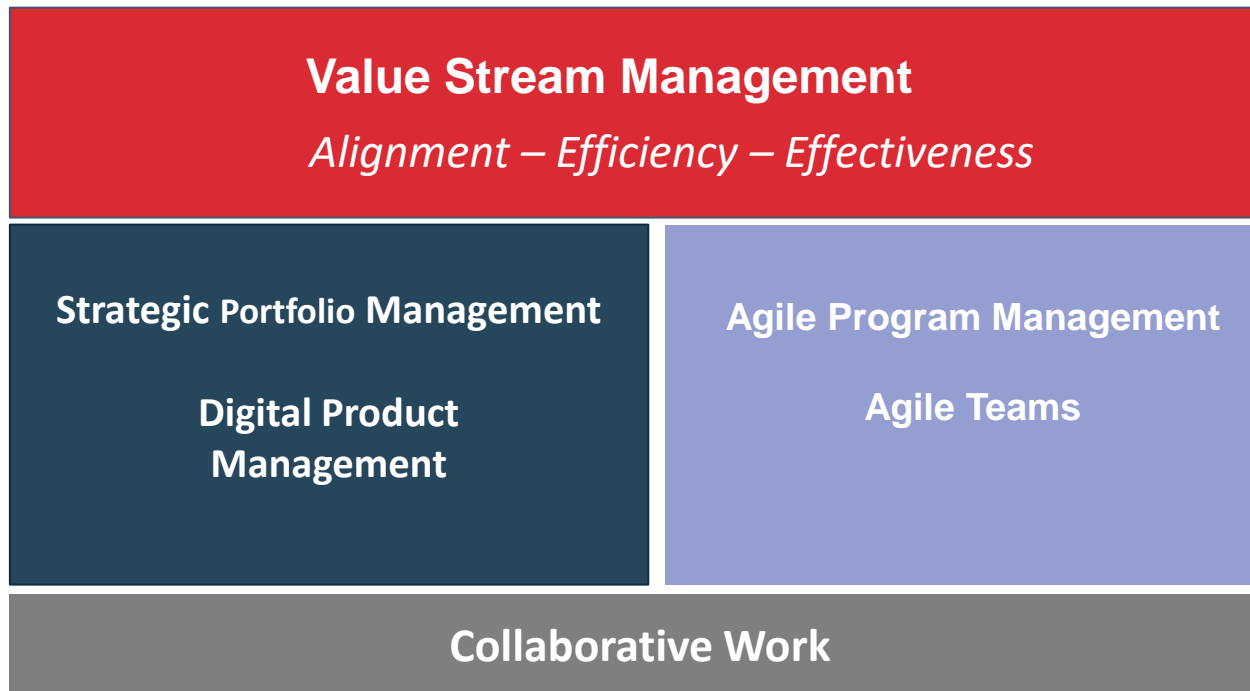 Value Stream Management
Alignment – Efficiency – Effectiveness
Strategic Portfolio Management
Digital Product
Management
Agile Program Management
Agile Teams
Collaborative Work